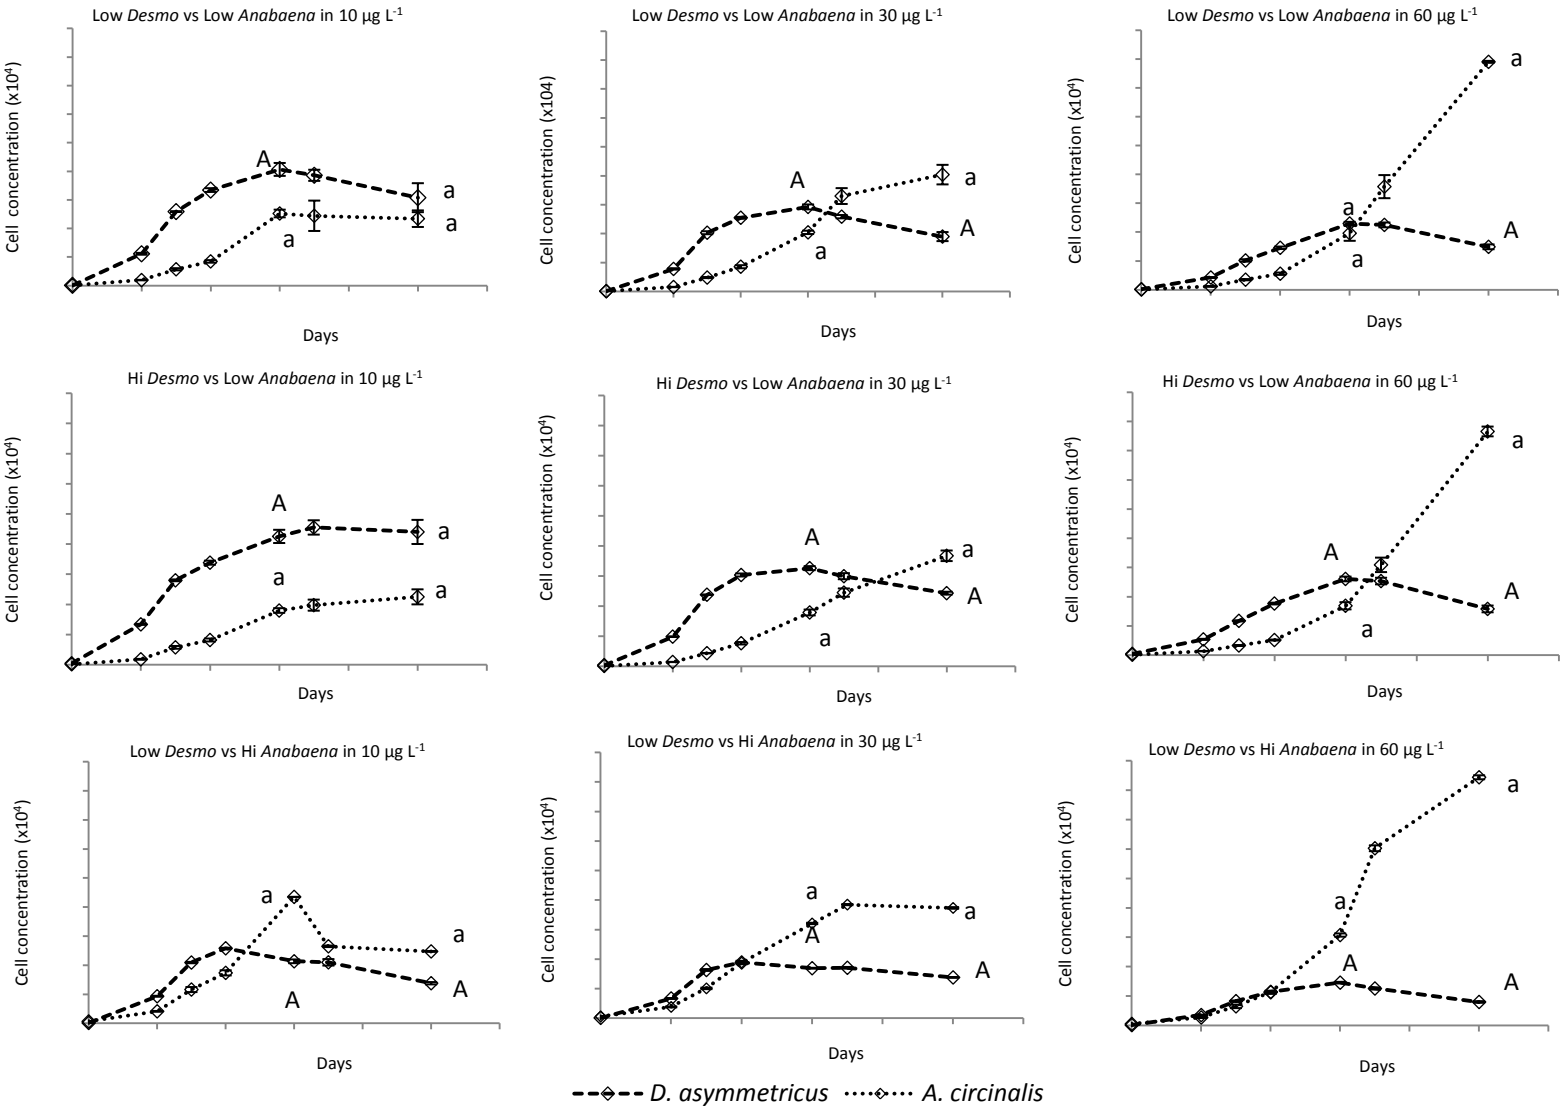 Low Desmo vs Low Anabaena in 10 µg L-1
Cell concentration (x10⁴)
A
a
a
a
Days
Low Desmo vs Low Anabaena in 30 µg L-1
Cell concentration (x104)
A
a
a
A
Days
Low Desmo vs Low Anabaena in 60 µg L-1
Cell concentration (x10⁴)
a
a
a
A
Days
Hi Desmo vs Low Anabaena in 10 µg L-1
Cell concentration (x10⁴)
A
a
a
a
Days
Hi Desmo vs Low Anabaena in 30 µg L-1
Cell concentration (x10⁴)
A
a
a
A
Days
Hi Desmo vs Low Anabaena in 60 µg L-1
Cell concentration (x10⁴)
a
A
A
a
Days
Low Desmo vs Hi Anabaena in 10 µg L-1
Cell concentration (x10⁴)
a
a
A
A
Days
Low Desmo vs Hi Anabaena in 30 µg L-1
Cell concentration (x10⁴)
a
a
A
A
Days
Low Desmo vs Hi Anabaena in 60 µg L-1
Cell concentration (x10⁴)
a
a
A
A
Days
D. asymmetricus A. circinalis